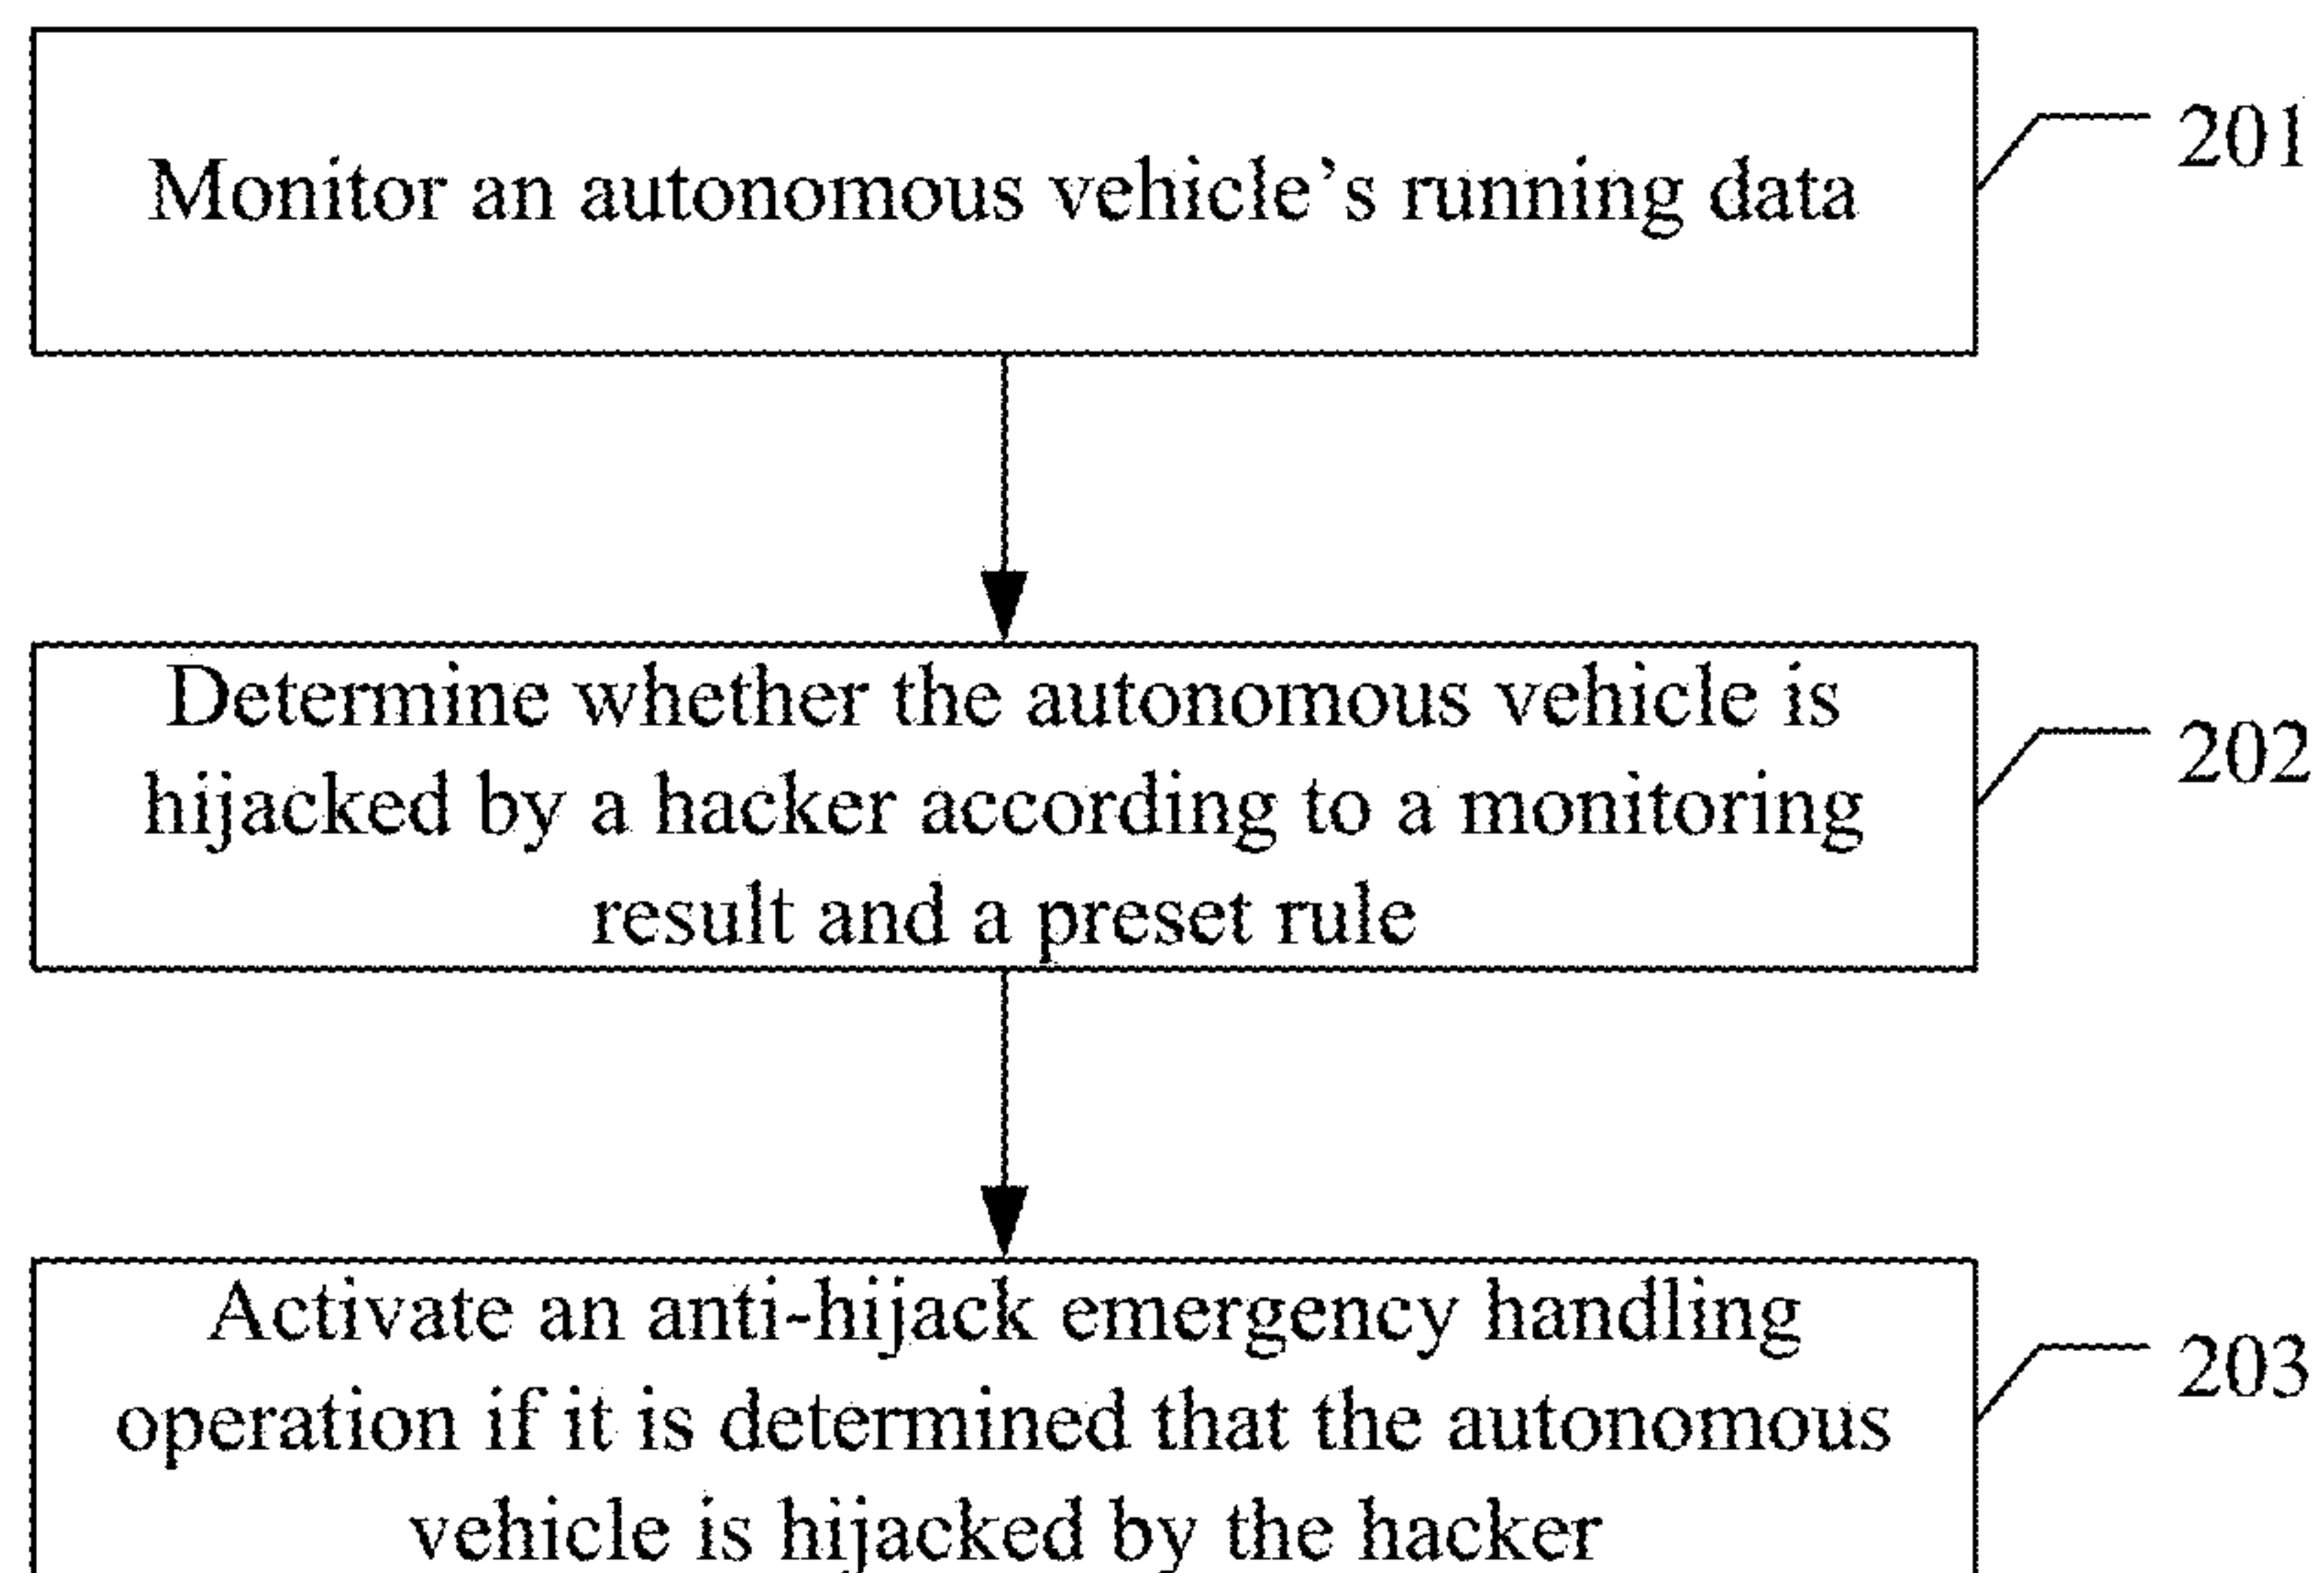 Monitor an autonomous vehicle’s running data
201
Determine whether the autonomous vehicle is
hijacked by a hacker according to a monitoring
result and a preset rule
202
Activate an anti-hijack emergency handling
operation if it is determined that the autonomous
vehicle is hijacked by the hacker
203